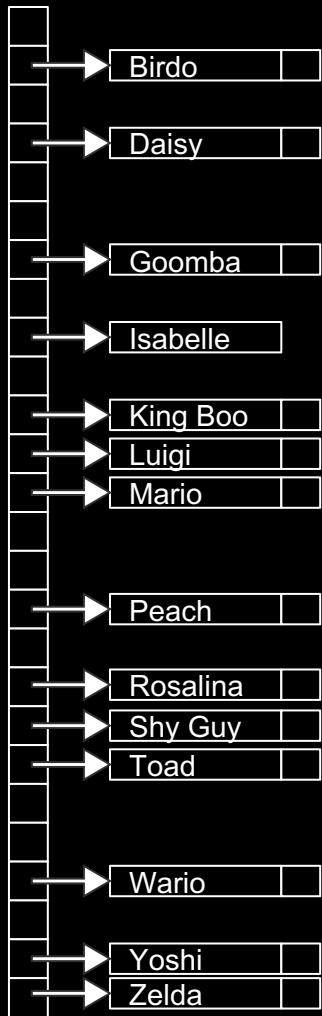 Birdo
Daisy
Goomba
Isabelle
King Boo
Luigi
Mario
Peach
Rosalina
Shy Guy
Toad
Wario
Yoshi
Zelda